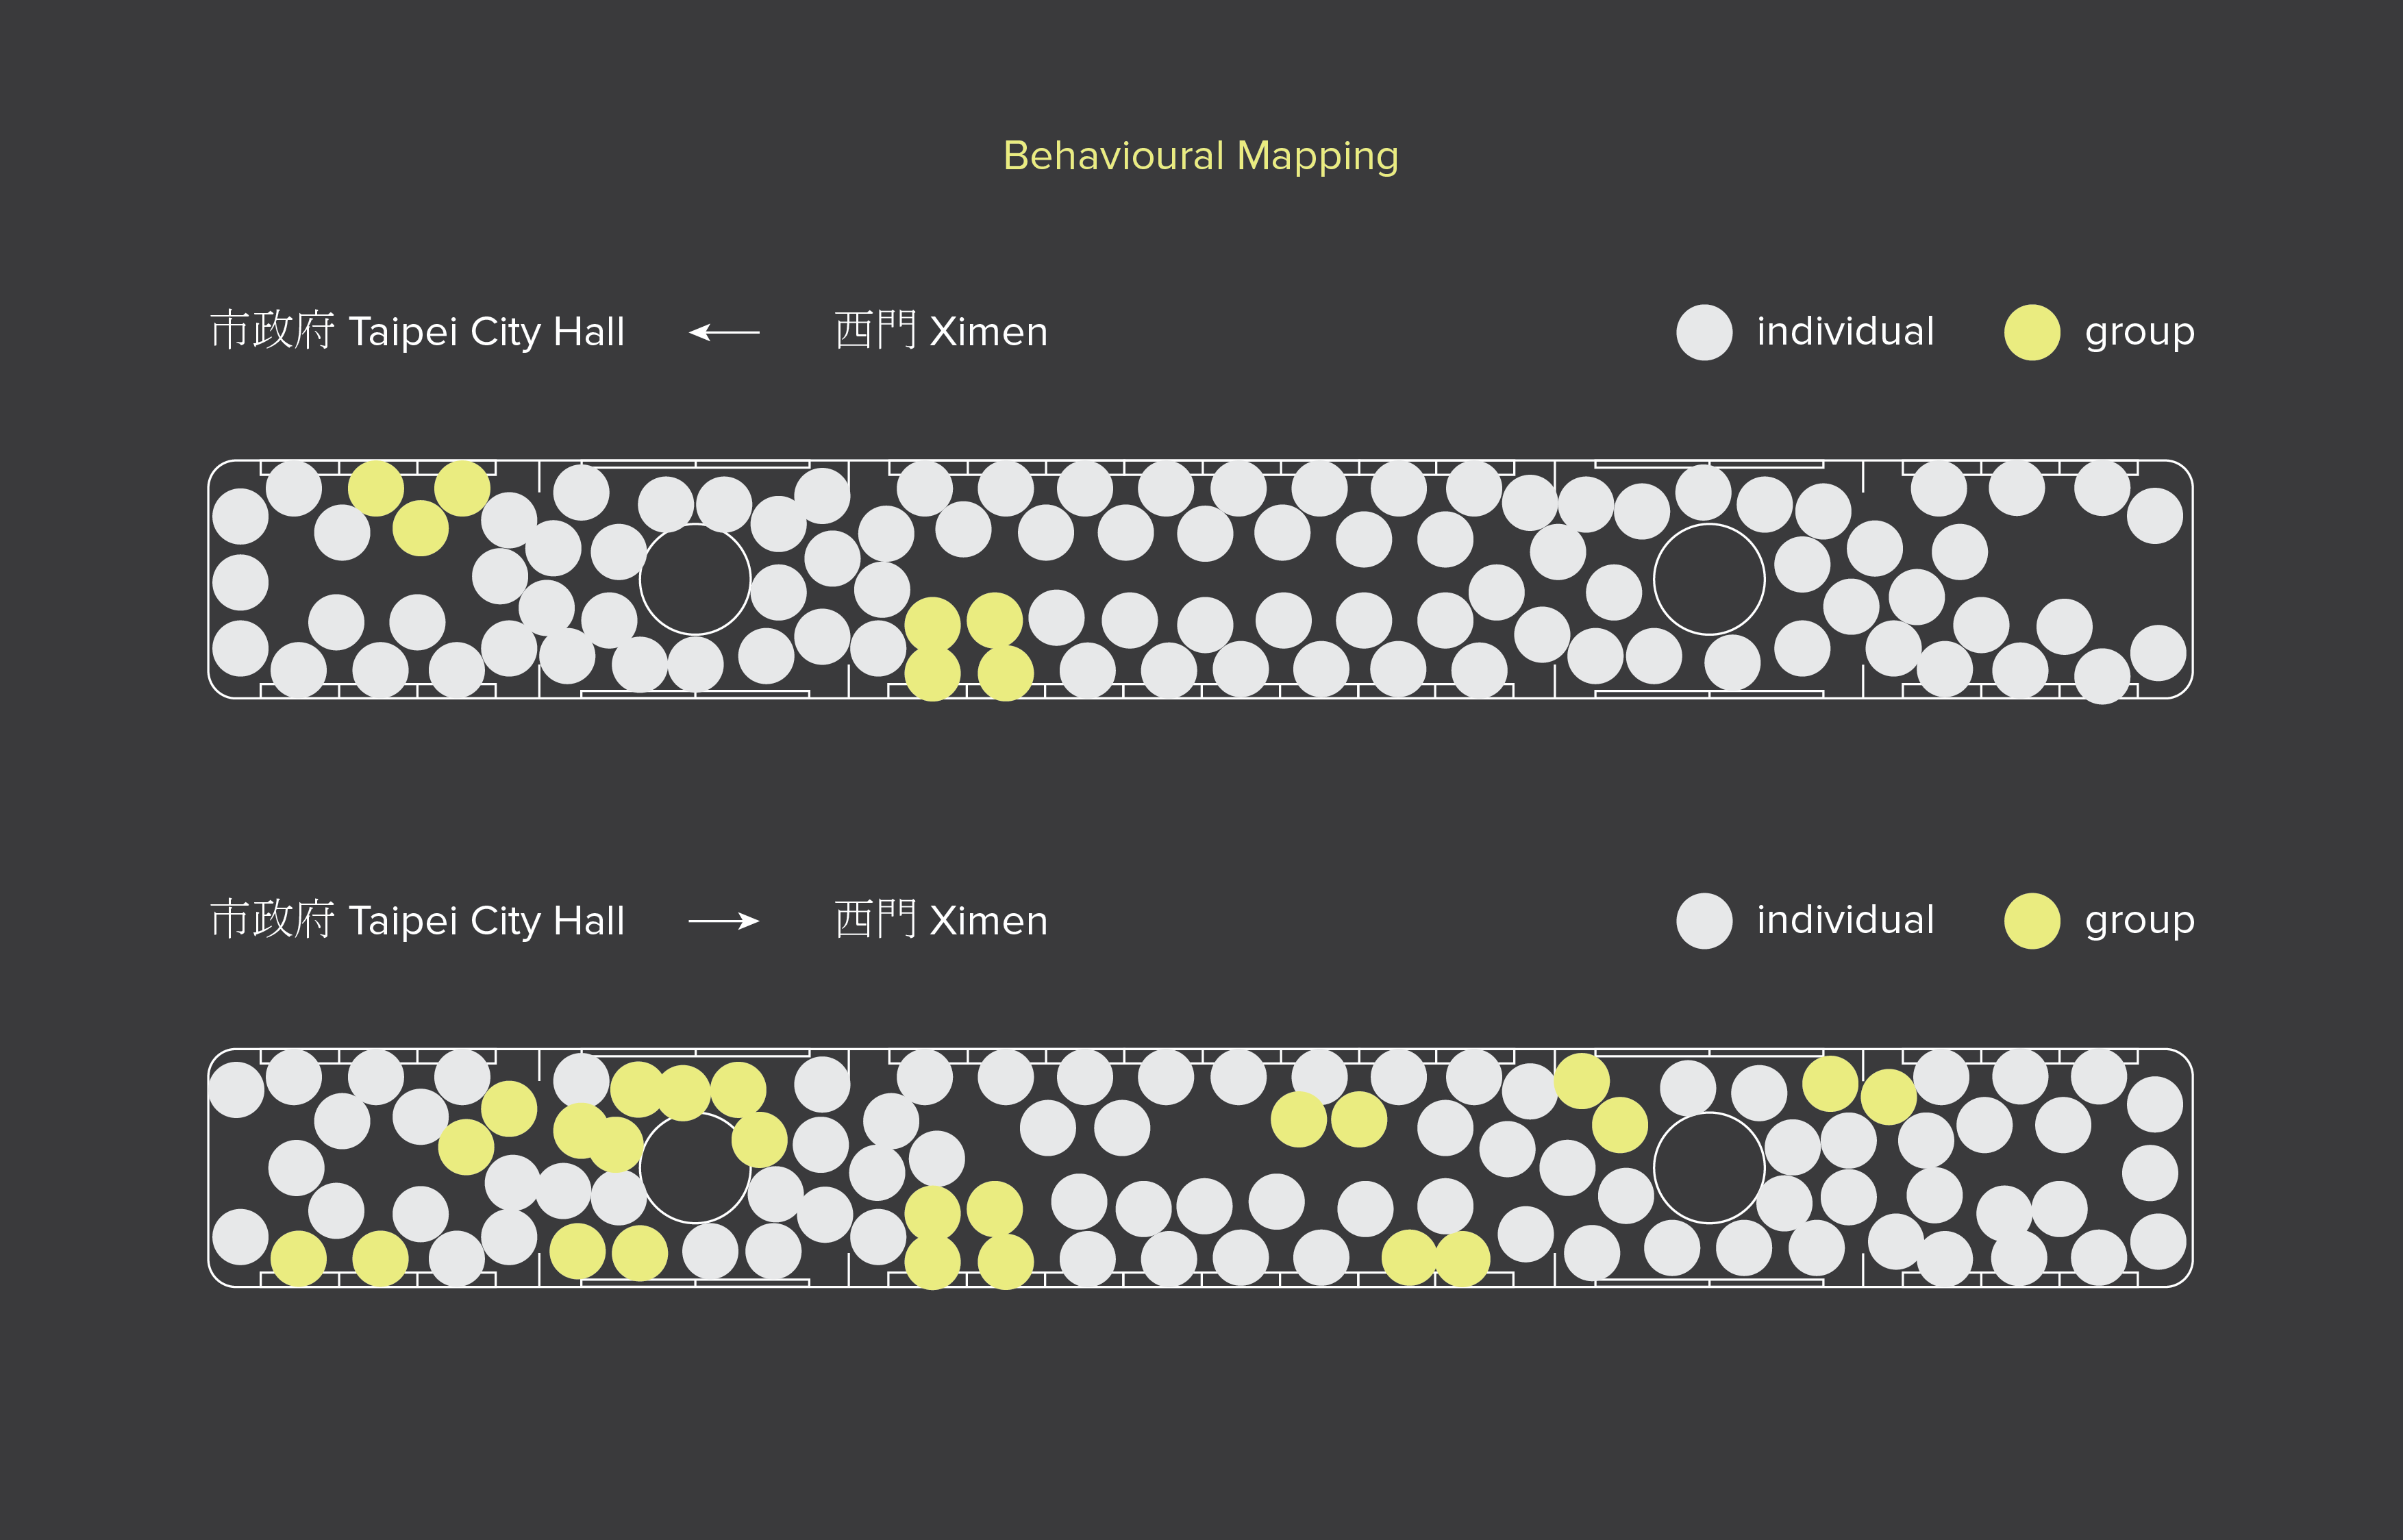 Behavioural Mapping
市政府 Taipei City Hall ← 西門 Ximen individual group
市政府 Taipei City Hall → 西門 Ximen individual group